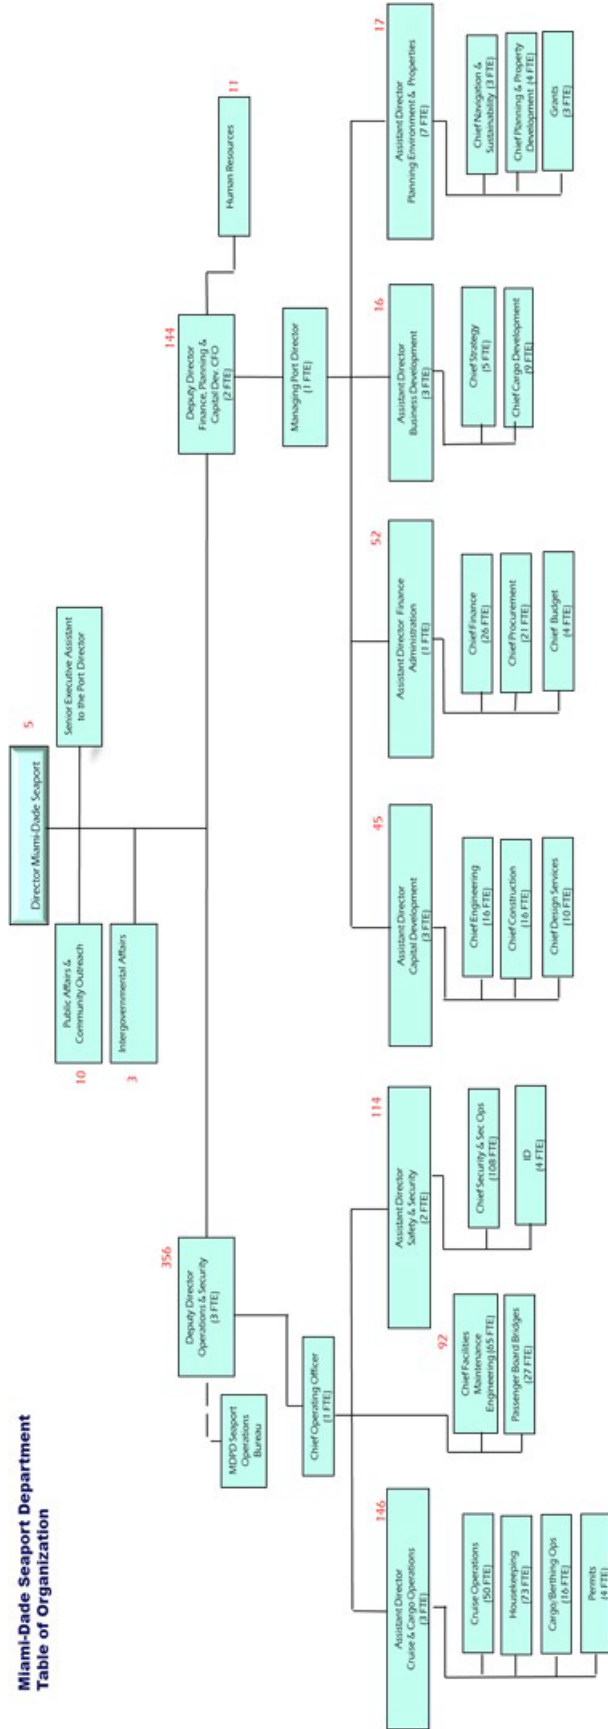 Miami-Dade Seaport Department
Table of Organization
Director Miami-Dade Seaport
5
Public Affairs &
Community Outreach
10
Senior Executive Assistant
to the Port Director
Intergovernmental Affairs
3
356
Deputy Director
Operations & Security
(3 FTE)
MDPD Seaport
Operations
Bureau
Chief Operating Officer
(1 FTE)
144
Deputy Director
Finance, Planning &
Capital Dev. CFO
(2 FTE)
Human Resources
11
Managing Port Director
(1 FTE)
146
Assistant Director
Cruise & Cargo Operations
(3 FTE)
Cruise Operations
(50 FTE)
Housekeeping
(73 FTE)
Cargo/Berthing Ops
(16 FTE)
Permits
(4 FTE)
92
Chief Facilities
Maintenance
Engineering (65 FTE)
Passenger Board Bridges
(27 FTE)
114
Assistant Director
Safety & Security
(2 FTE)
Chief Security & Sec Ops
(108 FTE)
ID
(4 FTE)
45
Assistant Director
Capital Development
(3 FTE)
Chief Engineering
(16 FTE)
Chief Construction
(16 FTE)
Chief Design Services
(10 FTE)
52
Assistant Director Finance
Administration
(1 FTE)
Chief Finance
(26 FTE)
Chief Procurement
(21 FTE)
Chief Budget
(4 FTE)
16
Assistant Director
Business Development
(3 FTE)
Chief Strategy
(5 FTE)
Chief Cargo Development
(9 FTE)
17
Assistant Director
Planning Environment & Properties
(7 FTE)
Chief Navigation &
Sustainability (3 FTE)
Chief Planning & Property
Development (4 FTE)
Grants
(3 FTE)